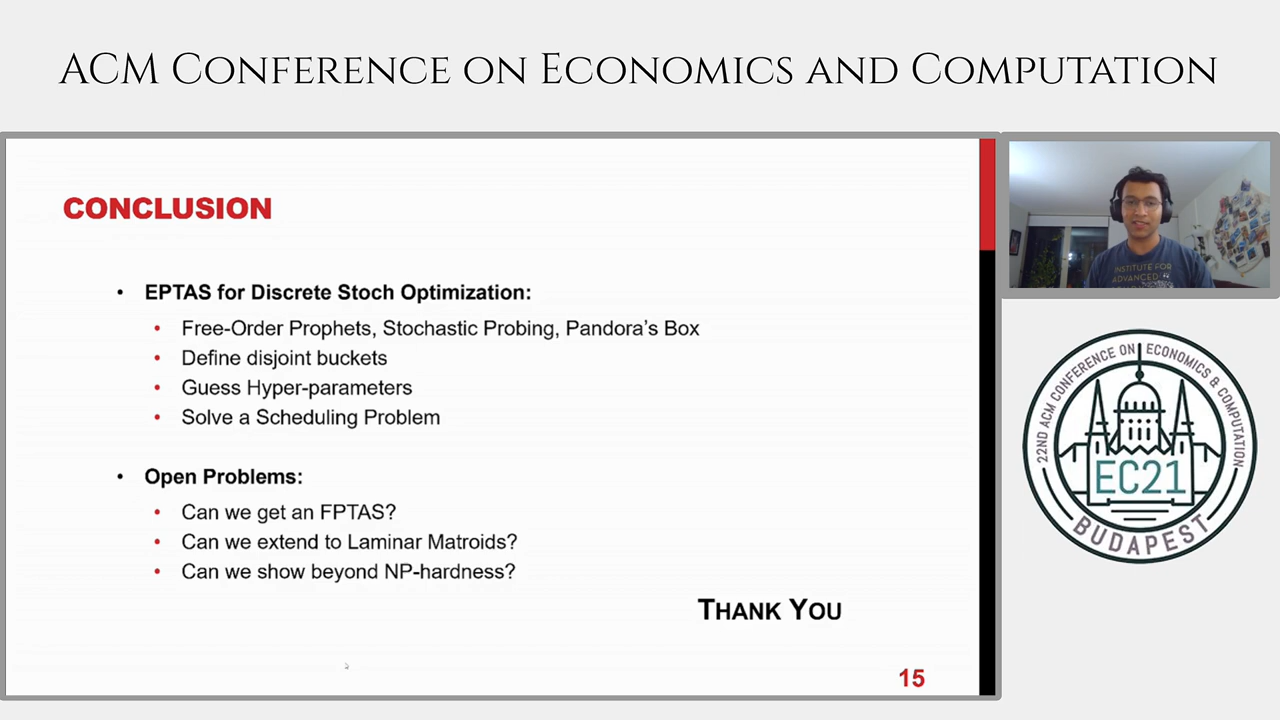 ACM CONFERENCE ON ECONOMICS AND COMPUTATION
CONCLUSION
• EPTAS for Discrete Stoch Optimization:
• Free-Order Prophets, Stochastic Probing, Pandora's Box
• Define disjoint buckets
• Guess Hyper-parameters
• Solve a Scheduling Problem
• Open Problems:
• Can we get an FPTAS?
• Can we extend to Laminar Matroids?
• Can we show beyond NP-hardness?
THANK YOU
15
INSTITUTE FOR
ADVANCED
22ND ACM CONFERENCE ON ECONOMICS & COMPUTATION
EC21
BUDAPEST